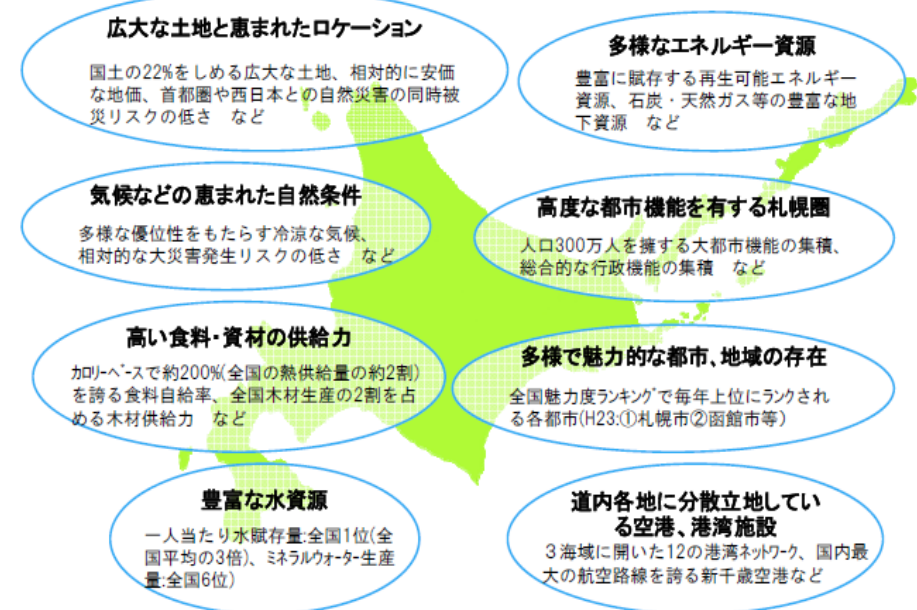 広大な土地と恵まれたロケーション
国土の22%をしめる広大な土地、相対的に安価
な地価、首都圏や西日本との自然災害の同時被
災リスクの低さ　など
多様なエネルギー資源
豊富に賦存する再生可能エネルギー
資源、石炭・天然ガス等の豊富な地
下資源　など
気候などの恵まれた自然条件
多様な優位性をもたらす冷涼な気候、
相対的な大災害発生リスクの低さ　など
高度な都市機能を有する札幌圏
人口300万人を擁する大都市機能の集積、
総合的な行政機能の集積　など
高い食料・資材の供給力
ｶﾛﾘｰﾍﾞｰｽで約200%(全国の熱供給量の約2割)
を誇る食料自給率、全国木材生産の2割を占
める木材供給力　など
多様で魅力的な都市、地域の存在
全国魅力度ﾗﾝｷﾝｸﾞで毎年上位にﾗﾝｸされ
る各都市(H23:①札幌市②函館市等)
豊富な水資源
一人当たり水賦存量:全国1位(全
国平均の3倍)、ﾐﾈﾗﾙｳｫｰﾀｰ生産
量:全国6位)
道内各地に分散立地してい
る空港、港湾施設
３海域に開いた12の港湾ﾈｯﾄﾜｰｸ、国内最
大の航空路線を誇る新千歳空港など